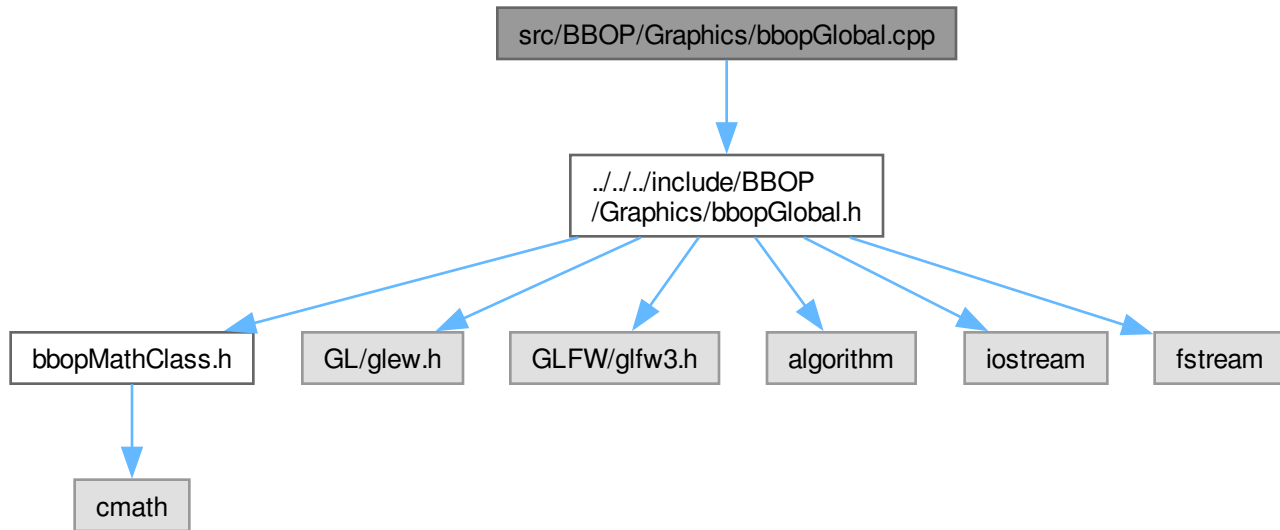 src/BBOP/Graphics/bbopGlobal.cpp
../../../include/BBOP
/Graphics/bbopGlobal.h
bbopMathClass.h
GL/glew.h
GLFW/glfw3.h
algorithm
iostream
fstream
cmath